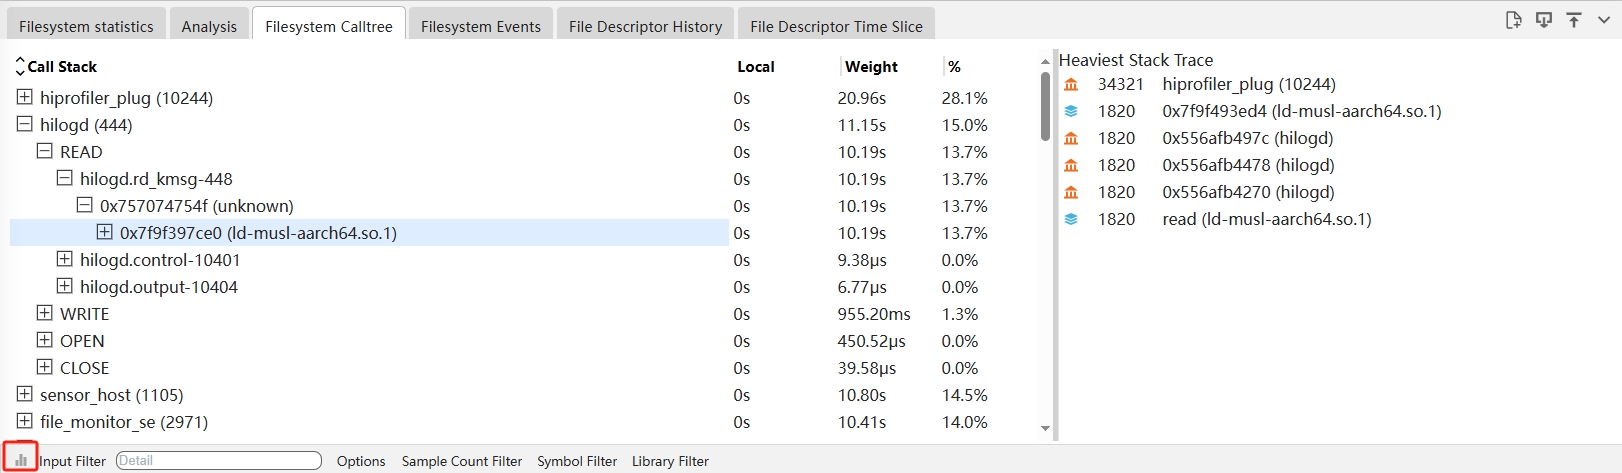 Filesystem statistics Analysis Filesystem Calltree Filesystem Events File Descriptor History File Descriptor Time Slice
Call Stack Local Weight %
hiprofiler_plug (10244) 0s 20.96s 28.1%
hilogd (444) 0s 11.15s 15.0%
READ 0s 10.19s 13.7%
hilogd.rd_kmsg-448 0s 10.19s 13.7%
0x757074754f (unknown) 0s 10.19s 13.7%
0x7f9f397ce0 (ld-musl-aarch64.so.1) 0s 10.19s 13.7%
hilogd.control-10401 0s 9.38μs 0.0%
hilogd.output-10404 0s 6.77μs 0.0%
WRITE 0s 955.20ms 1.3%
OPEN 0s 450.52μs 0.0%
CLOSE 0s 39.58μs 0.0%
sensor_host (1105) 0s 10.80s 14.5%
file_monitor_se (2971) 0s 10.41s 14.0%
Heaviest Stack Trace
34321 hiprofiler_plug (10244)
1820 0x7f9f493ed4 (ld-musl-aarch64.so.1)
1820 0x556afb497c (hilogd)
1820 0x556afb4478 (hilogd)
1820 0x556afb4270 (hilogd)
1820 read (ld-musl-aarch64.so.1)
Input Filter Detail Options Sample Count Filter Symbol Filter Library Filter